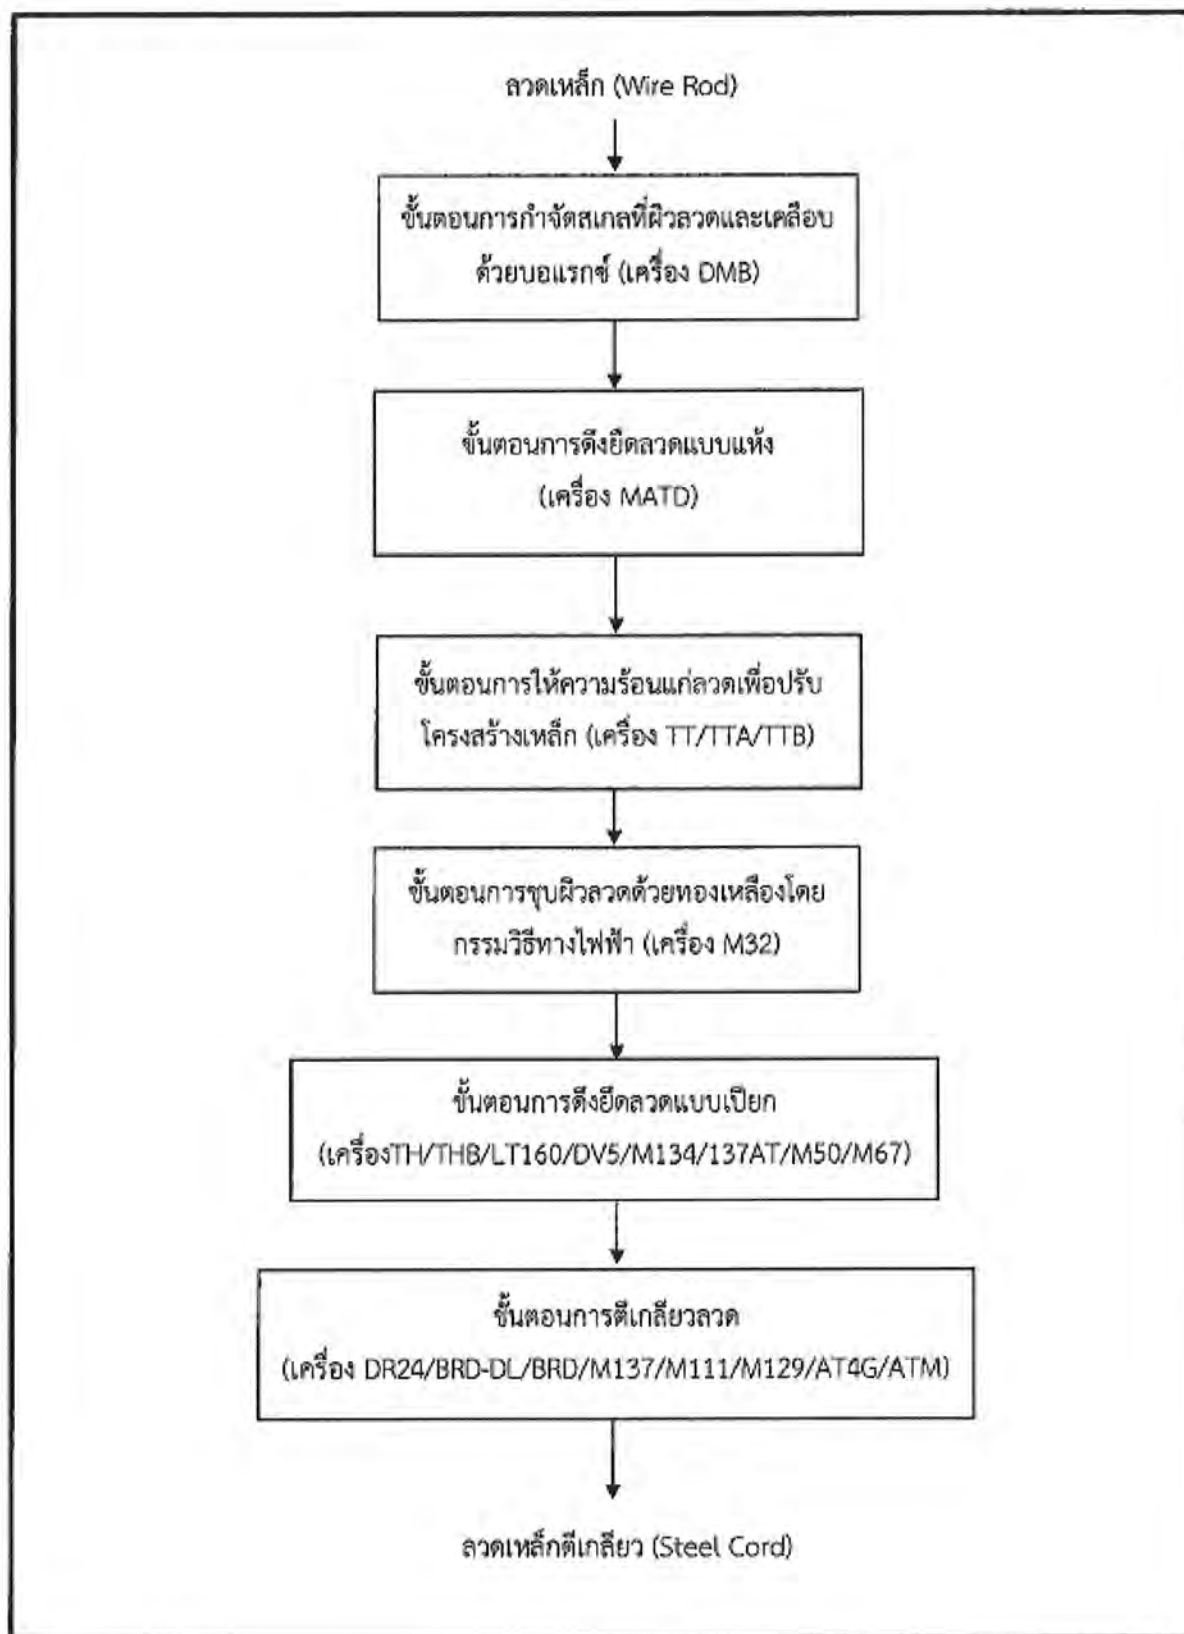 ลวดเหล็ก (Wire Rod)
ขั้นตอนการกำจัดสเกลที่ผิวลวดและเคลือบ
ด้วยบอแรกซ์ (เครื่อง DMB)
ขั้นตอนการดึงยืดลวดแบบแห้ง
(เครื่อง MATD)
ขั้นตอนการให้ความร้อนแก่ลวดเพื่อปรับ
โครงสร้างเหล็ก (เครื่อง TT/TTA/TTB)
ขั้นตอนการชุบผิวลวดด้วยทองเหลืองโดย
กรรมวิธีทางไฟฟ้า (เครื่อง M32)
ขั้นตอนการดึงยืดลวดแบบเปียก
(เครื่องTH/THB/LT160/DV5/M134/137AT/M50/M67)
ขั้นตอนการตีเกลียวลวด
(เครื่อง DR24/BRD-DL/BRD/M137/M111/M129/AT4G/ATM)
ลวดเหล็กตีเกลียว (Steel Cord)